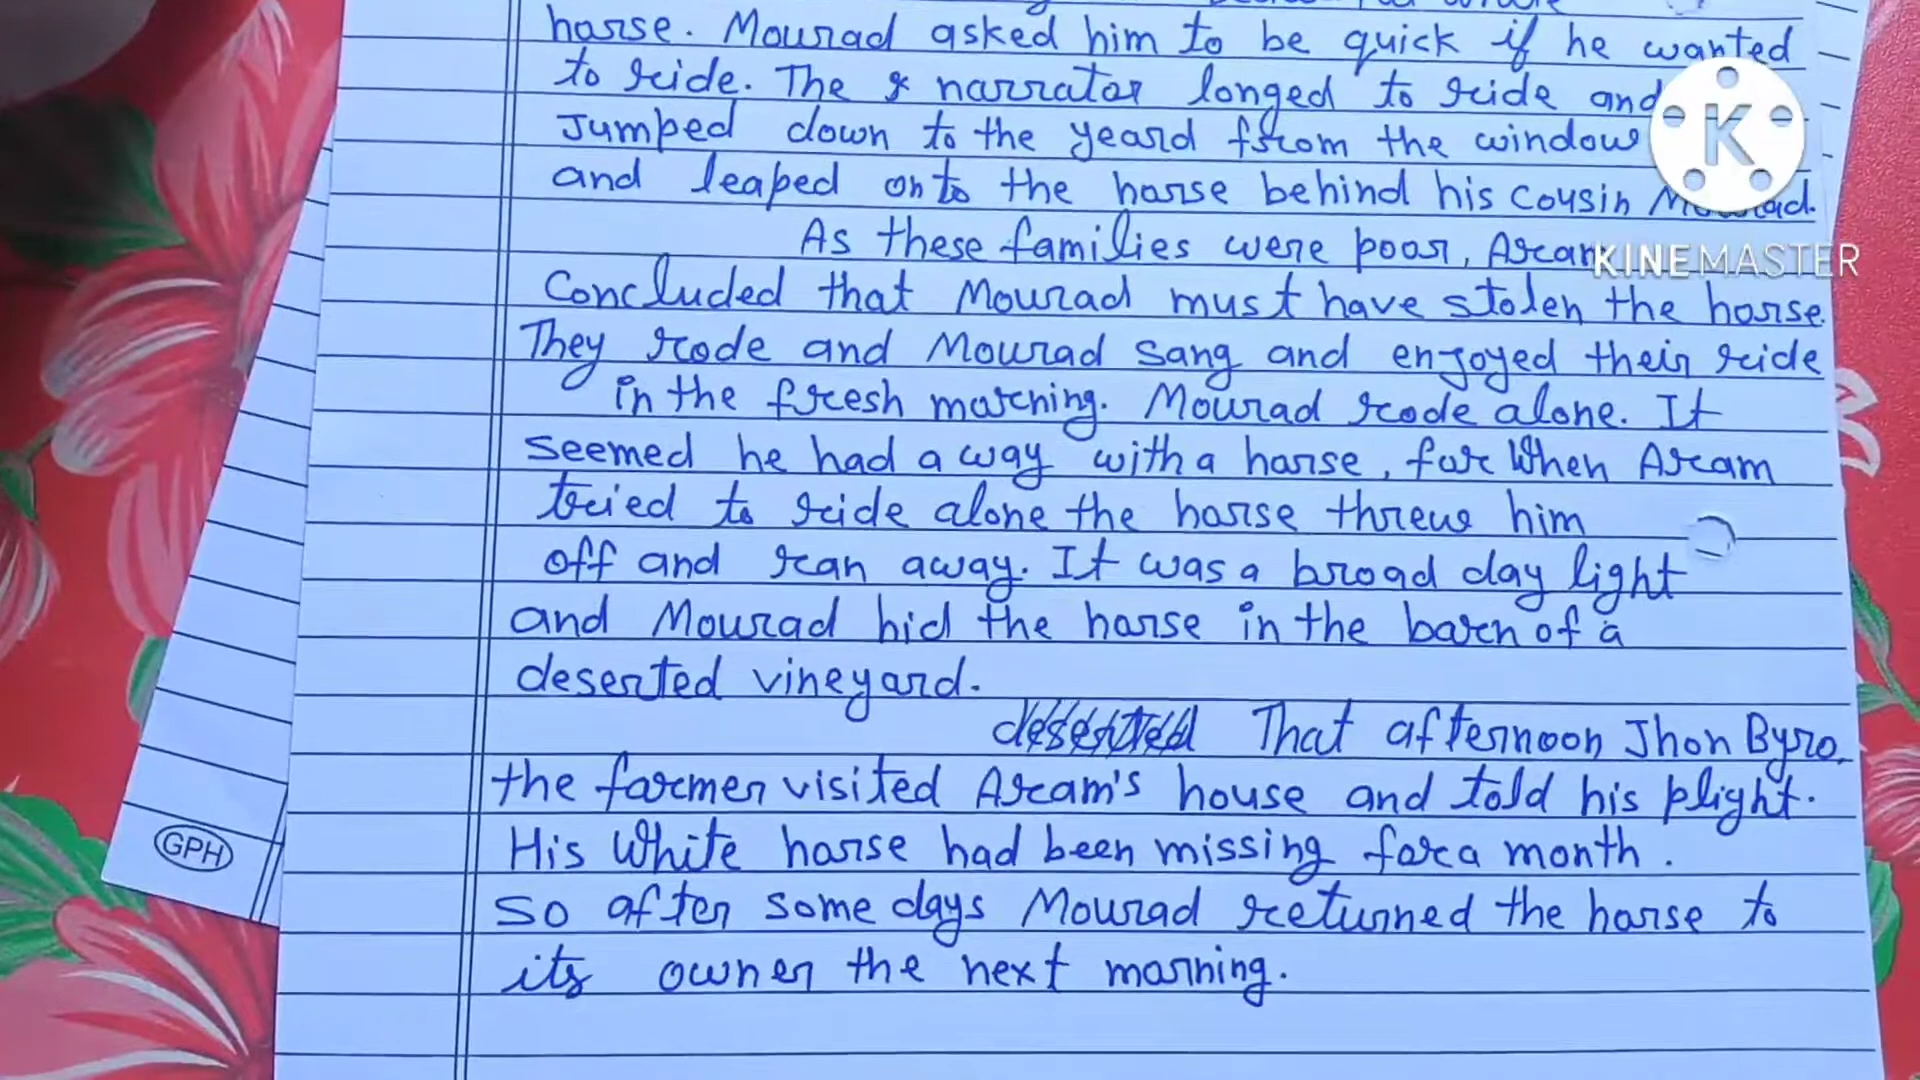 horse. Mourad asked him to be quick if he wanted
to ride. The narrator longed to ride and
Jumped down to the yeard from the window
and leaped onto the horse behind his cousin Mourad.
As these families were poor, Aram
Concluded that Mourad must have stolen the horse.
They rode and Mourad sang and enjoyed their ride
in the fresh morning. Mourad rode alone. It
seemed he had a way with a horse, for When Aram
tried to ride alone the horse threw him
off and ran away. It was a broad day light
and Mourad hid the horse in the barn of a
deserted vineyard.
That afternoon, Jhon Byro,
the farmer visited Aram's house and told his plight.
His White horse had been missing for a month.
So after some days Mourad returned the horse to
its owner the next morning.
GPH
K
KINEMASTER